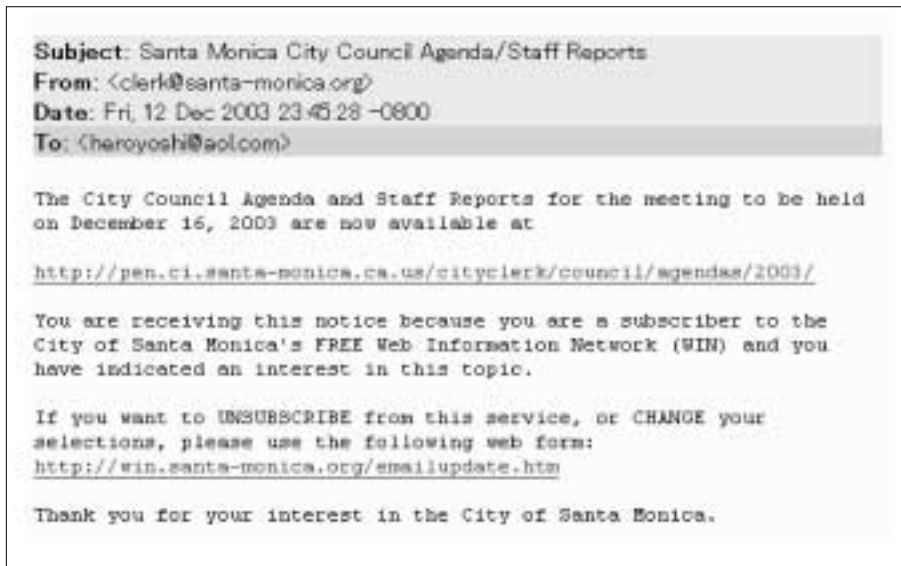 Subject: Santa Monica City Council Agenda/Staff Reports
From: <clerk@santa-monica.org>
Date: Fri, 12 Dec 2003 23:45:28 -0800
To: <haroyoshi@aol.com>
The City Council Agenda and Staff Reports for the meeting to be held
on December 16, 2003 are now available at
http://pen.ci.santa-monica.ca.us/cityclerk/council/agendas/2003/
You are receiving this notice because you are a subscriber to the
City of Santa Monica's FREE Web Information Network (WIN) and you
have indicated an interest in this topic.
If you want to UNSUBSCRIBE from this service, or CHANGE your
selections, please use the following web form:
http://win.santa-monica.org/emailupdate.htm
Thank you for your interest in the City of Santa Monica.